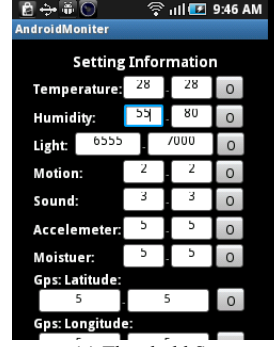 9:46 AM
AndroidMoniter
Setting Information
Temperature: 28 - 28 O
Humidity: 55 - 80 O
Light: 6555 - 7000 O
Motion: 2 - 2 O
Sound: 3 - 3 O
Accelemeter: 5 - 5 O
Moistuer: 5 - 5 O
Gps: Latitude:
5 - 5 O
Gps: Longitude: